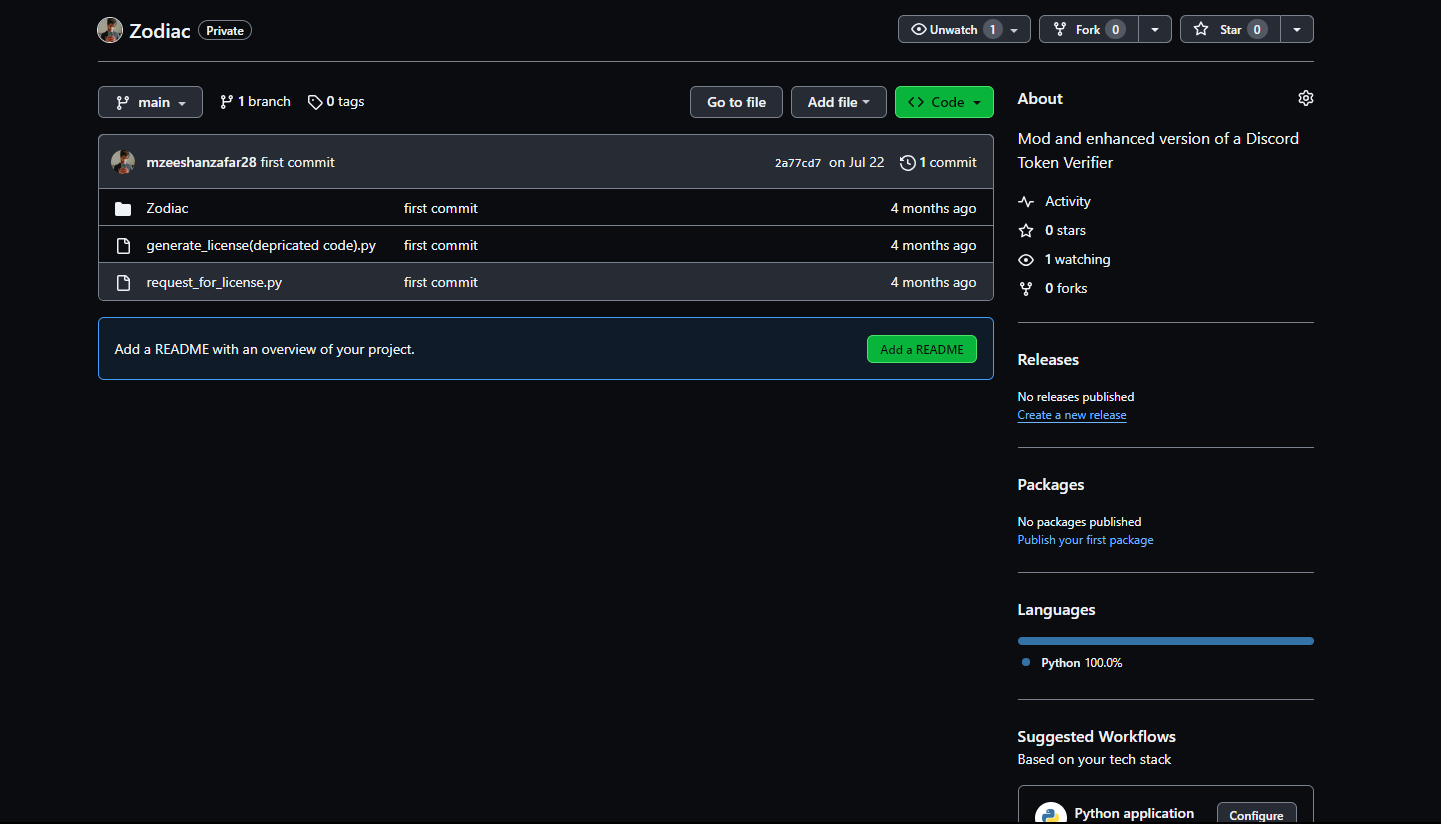 Zodiac Private Unwatch 1 Fork 0 Star 0
main 1 branch 0 tags Go to file Add file Code
mzeeshanzafar28 first commit 2a77cd7 on Jul 22 1 commit
Zodiac first commit 4 months ago
generate_license(depricated code).py first commit 4 months ago
request_for_license.py first commit 4 months ago
Add a README with an overview of your project. Add a README
About
Mod and enhanced version of a Discord
Token Verifier
Activity
0 stars
1 watching
0 forks
Releases
No releases published
Create a new release
Packages
No packages published
Publish your first package
Languages
Python 100.0%
Suggested Workflows
Based on your tech stack
Python application Configure